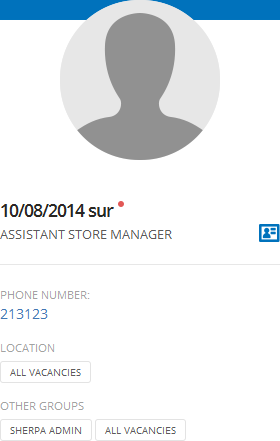 10/08/2014 sur
ASSISTANT STORE MANAGER
PHONE NUMBER:
213123
LOCATION
ALL VACANCIES
OTHER GROUPS
SHERPA ADMIN ALL VACANCIES